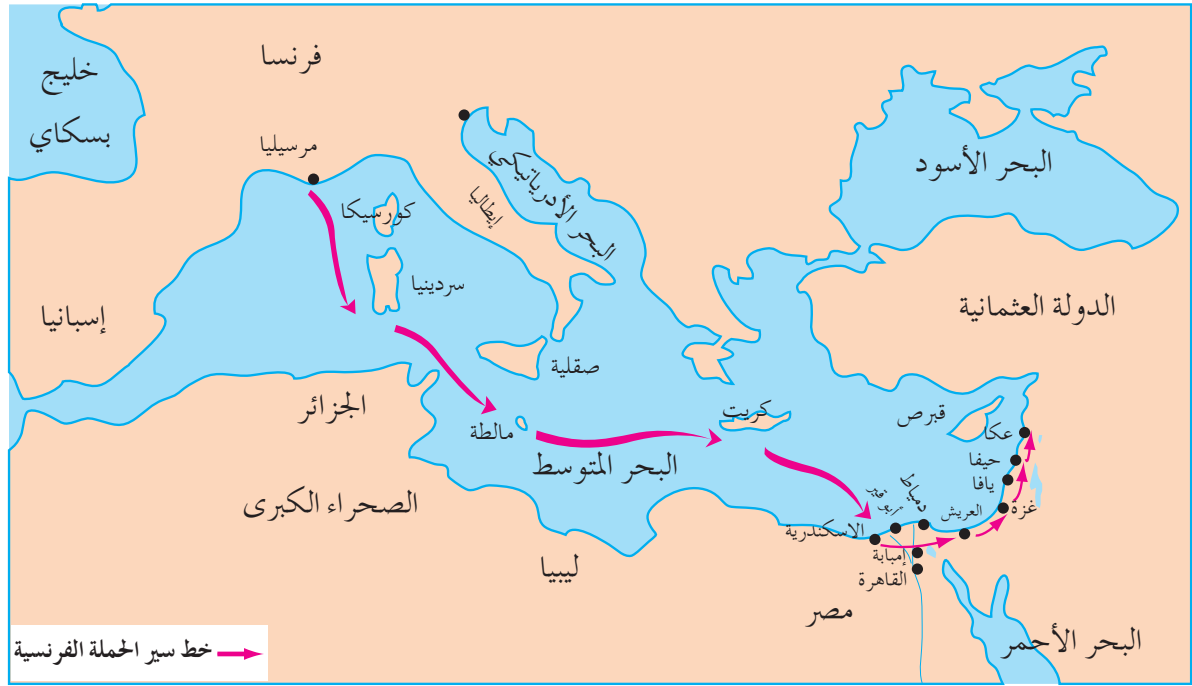 فرنسا
خليج
بسكاي
مرسيليا
البحر الأسود
البحر الأدرياتيكي
إيطاليا
كورسيكا
سردينيا
إسبانيا
الدولة العثمانية
صقلية
الجزائر
مالطة
كريت
قبرص
عكا
حيفا
يافا
غزة
البحر المتوسط
الصحراء الكبرى
دمياط
أبو قير
العريش
الاسكندرية
إمبابة
القاهرة
ليبيا
مصر
البحر الأحمر
خط سير الحملة الفرنسية